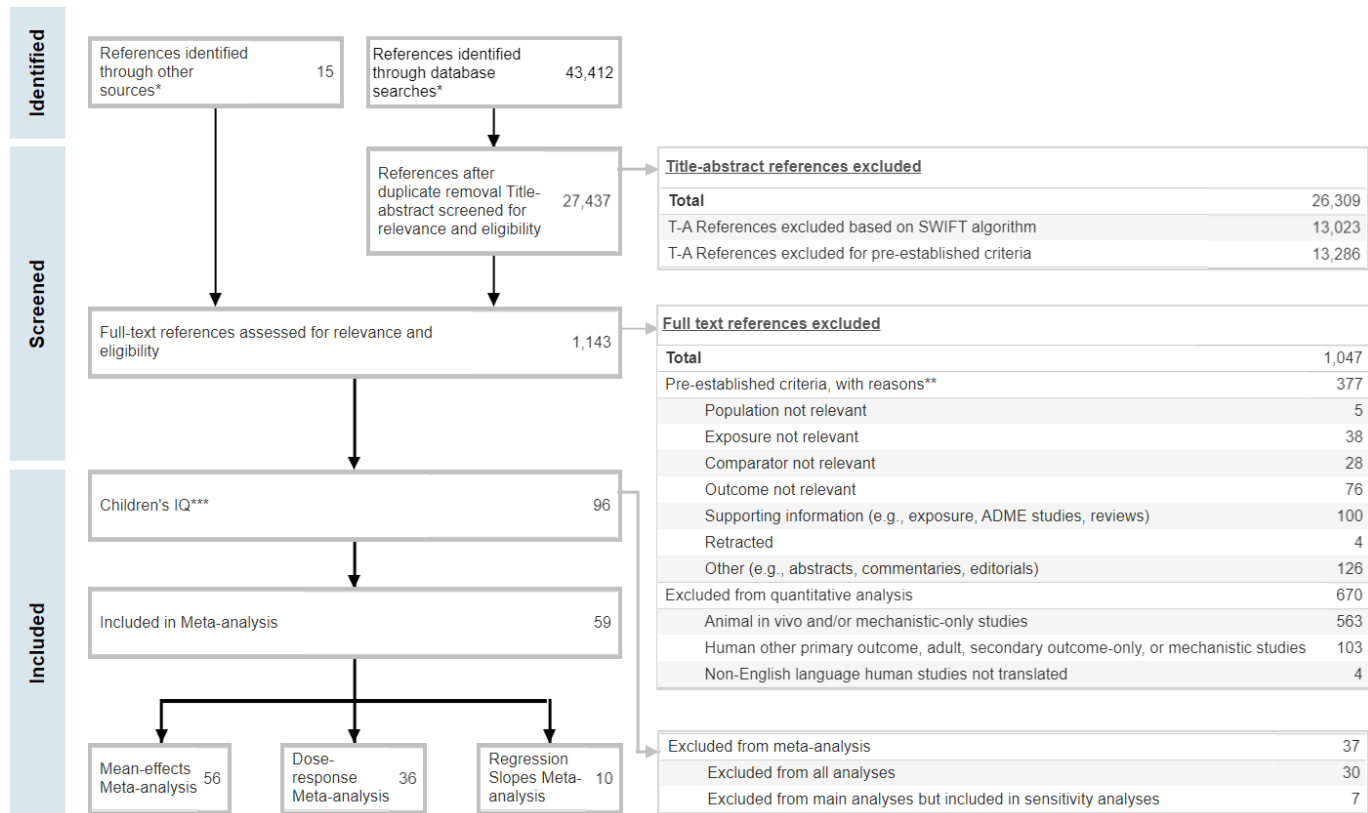 Identified
References identified
through other
sources*
15
References identified
through database
searches*
43,412
Screened
References after
duplicate removal Title-
abstract screened for
relevance and eligibility
27,437
Title-abstract references excluded
Total 26,309
T-A References excluded based on SWIFT algorithm 13,023
T-A References excluded for pre-established criteria 13,286
Full-text references assessed for relevance and
eligibility
1,143
Full text references excluded
Total 1,047
Pre-established criteria, with reasons** 377
Population not relevant 5
Exposure not relevant 38
Comparator not relevant 28
Outcome not relevant 76
Supporting information (e.g., exposure, ADME studies, reviews) 100
Retracted 4
Other (e.g., abstracts, commentaries, editorials) 126
Excluded from quantitative analysis 670
Animal in vivo and/or mechanistic-only studies 563
Human other primary outcome, adult, secondary outcome-only, or mechanistic studies 103
Non-English language human studies not translated 4
Included
Children's IQ*** 96
Included in Meta-analysis 59
Mean-effects
Meta-analysis
56
Dose-
response
Meta-analysis
36
Regression
Slopes Meta-
analysis
10
Excluded from meta-analysis 37
Excluded from all analyses 30
Excluded from main analyses but included in sensitivity analyses 7